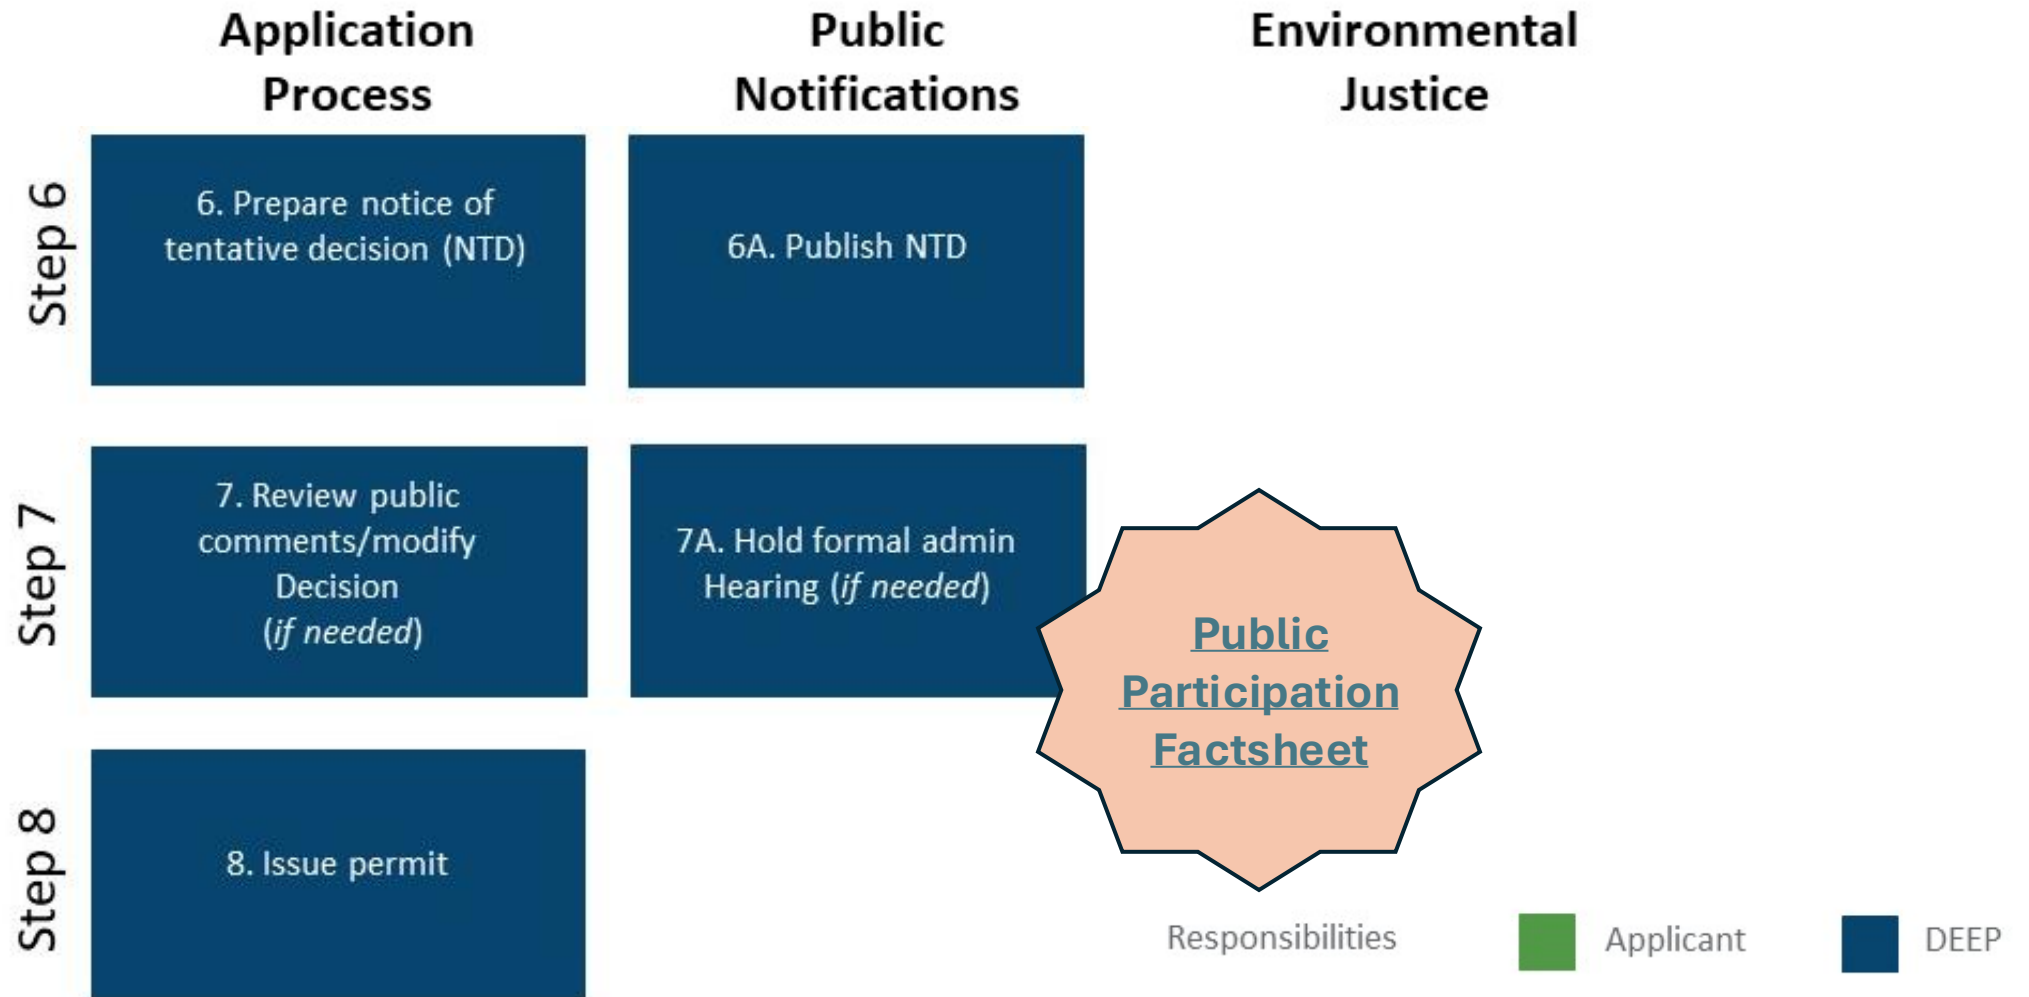 Application
Process
Public
Notifications
Environmental
Justice
Step 6
6. Prepare notice of
tentative decision (NTD)
6A. Publish NTD
Step 7
7. Review public
comments/modify
Decision
(if needed)
7A. Hold formal admin
Hearing (if needed)
Public
Participation
Factsheet
Step 8
8. Issue permit
Responsibilities
Applicant
DEEP